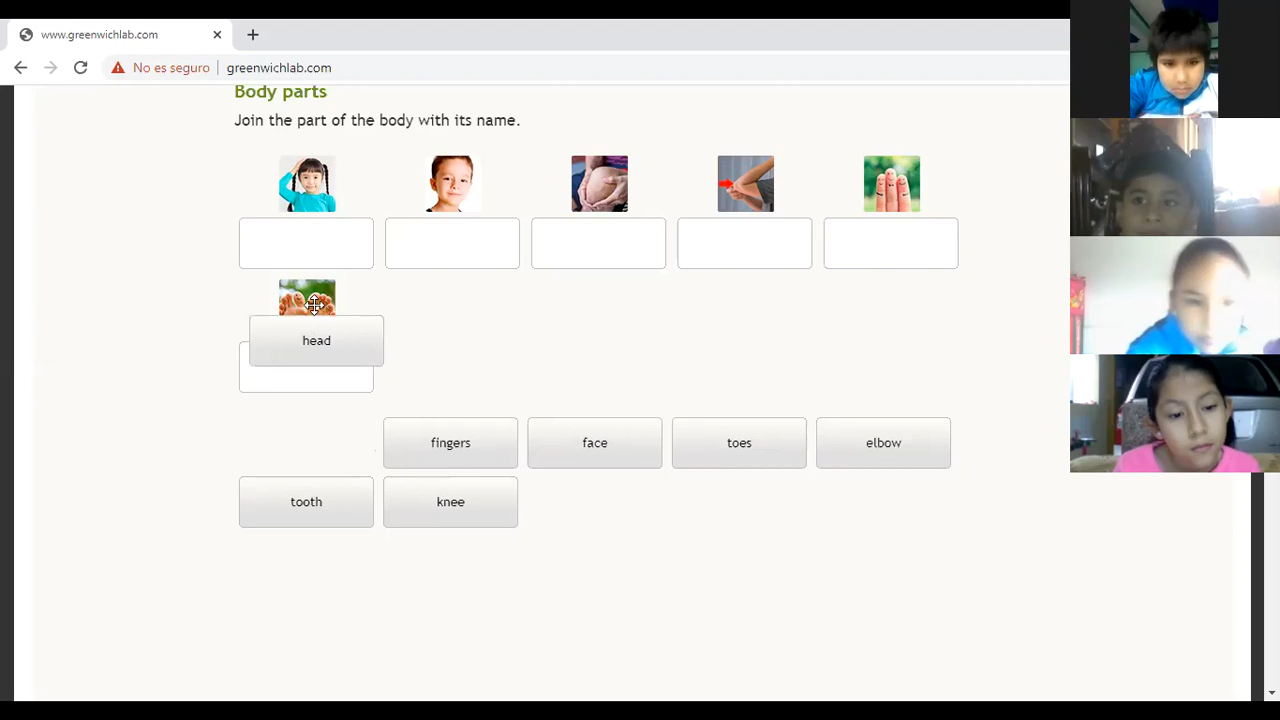 www.greenwichlab.com
No es seguro greenwichlab.com
Body parts
Join the part of the body with its name.
head
fingers face toes elbow
tooth knee